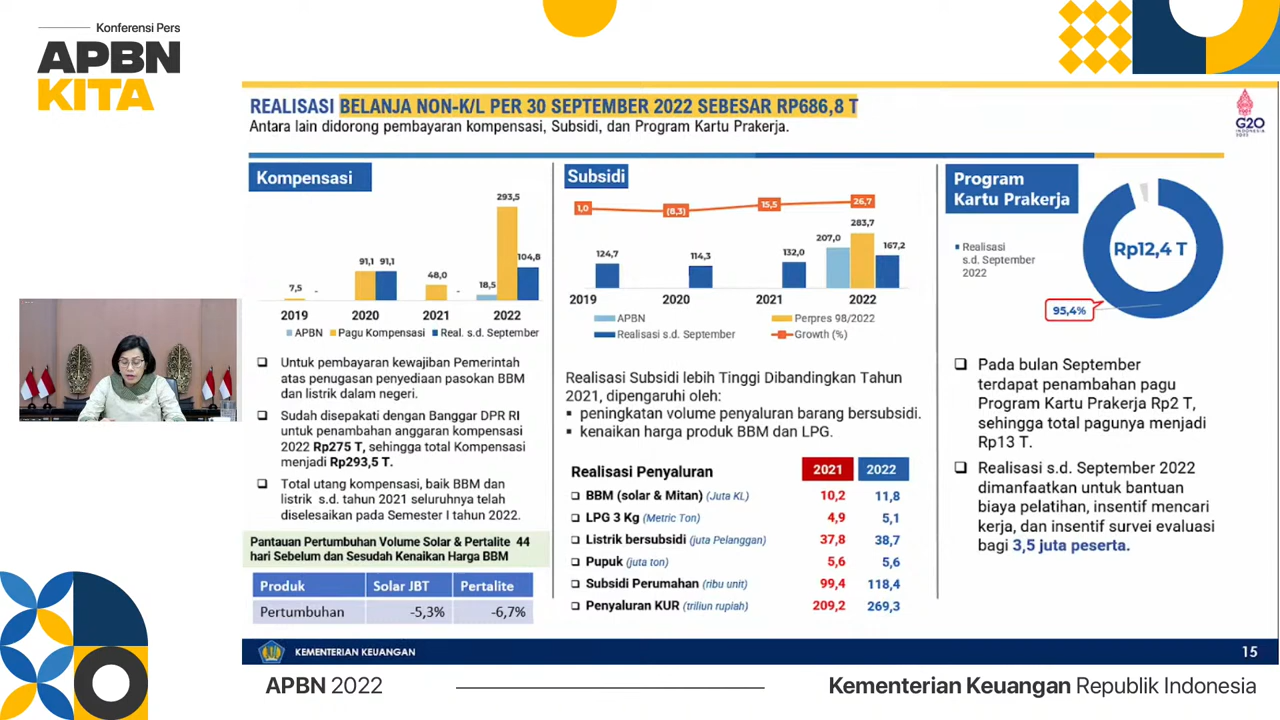 Konferensi Pers
APBN
KITA
REALISASI BELANJA NON-K/L PER 30 SEPTEMBER 2022 SEBESAR RP686,8 T
Antara lain didorong pembayaran kompensasi, Subsidi, dan Program Kartu Prakerja.
G20
INDONESIA
2022
Kompensasi
293,5
91,1 91,1
104,8
48,0
7,5 - - 18,5
2019 2020 2021 2022
APBN Pagu Kompensasi Real. s.d. September
Untuk pembayaran kewajiban Pemerintah
atas penugasan penyediaan pasokan BBM
dan listrik dalam negeri.
Sudah disepakati dengan Banggar DPR RI
untuk penambahan anggaran kompensasi
2022 Rp275 T, sehingga total Kompensasi
menjadi Rp293,5 T.
Total utang kompensasi, baik BBM dan
listrik s.d. tahun 2021 seluruhnya telah
diselesaikan pada Semester I tahun 2022.
Pantauan Pertumbuhan Volume Solar & Pertalite 44
hari Sebelum dan Sesudah Kenaikan Harga BBM
Produk Solar JBT Pertalite
Pertumbuhan -5,3% -6,7%
Subsidi
1,0 (8,3) 15,5 26,7
283,7
207,0
124,7 114,3 132,0 167,2
2019 2020 2021 2022
APBN Perpres 98/2022
Realisasi s.d. September Growth (%)
Realisasi Subsidi lebih Tinggi Dibandingkan Tahun
2021, dipengaruhi oleh:
▪ peningkatan volume penyaluran barang bersubsidi.
▪ kenaikan harga produk BBM dan LPG.
Realisasi Penyaluran 2021 2022
BBM (solar & Mitan) (Juta KL) 10,2 11,8
LPG 3 Kg (Metric Ton) 4,9 5,1
Listrik bersubsidi (juta Pelanggan) 37,8 38,7
Pupuk (juta ton) 5,6 5,6
Subsidi Perumahan (ribu unit) 99,4 118,4
Penyaluran KUR (triliun rupiah) 209,2 269,3
Program
Kartu Prakerja
Realisasi
s.d. September
2022
Rp12,4 T
95,4%
Pada bulan September
terdapat penambahan pagu
Program Kartu Prakerja Rp2 T,
sehingga total pagunya menjadi
Rp13 T.
Realisasi s.d. September 2022
dimanfaatkan untuk bantuan
biaya pelatihan, insentif mencari
kerja, dan insentif survei evaluasi
bagi 3,5 juta peserta.
KEMENTERIAN KEUANGAN
15
APBN 2022
Kementerian Keuangan Republik Indonesia